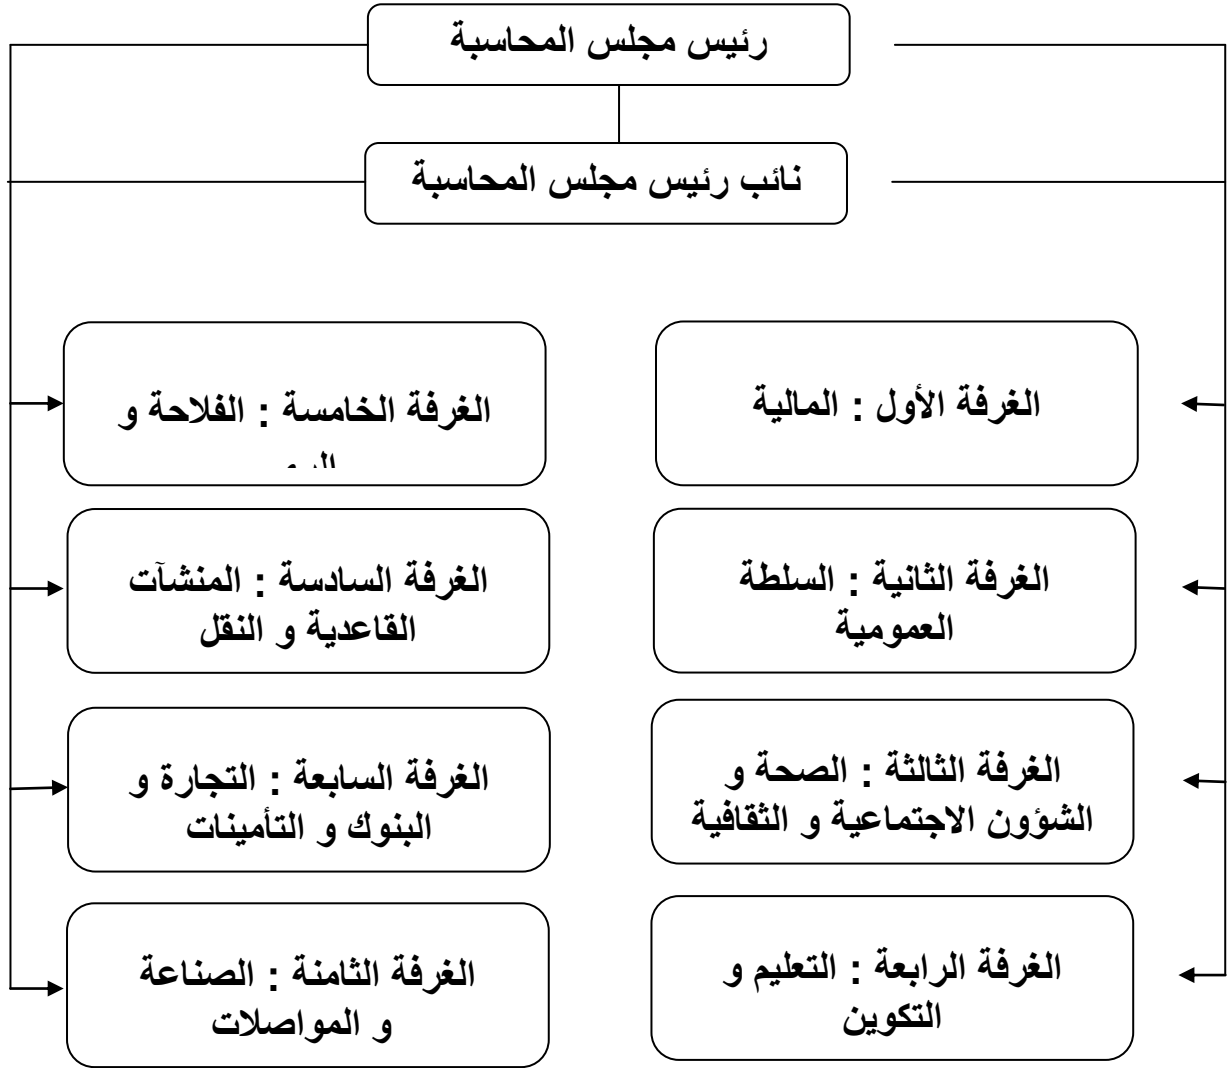 رئيس مجلس المحاسبة
نائب رئيس مجلس المحاسبة
الغرفة الأول : المالية
الغرفة الثانية : السلطة
العمومية
الغرفة الثالثة : الصحة و
الشؤون الاجتماعية و الثقافية
الغرفة الرابعة : التعليم و
التكوين
الغرفة الخامسة : الفلاحة و
الغرفة السادسة : المنشآت
القاعدية و النقل
الغرفة السابعة : التجارة و
البنوك و التأمينات
الغرفة الثامنة : الصناعة
و المواصلات